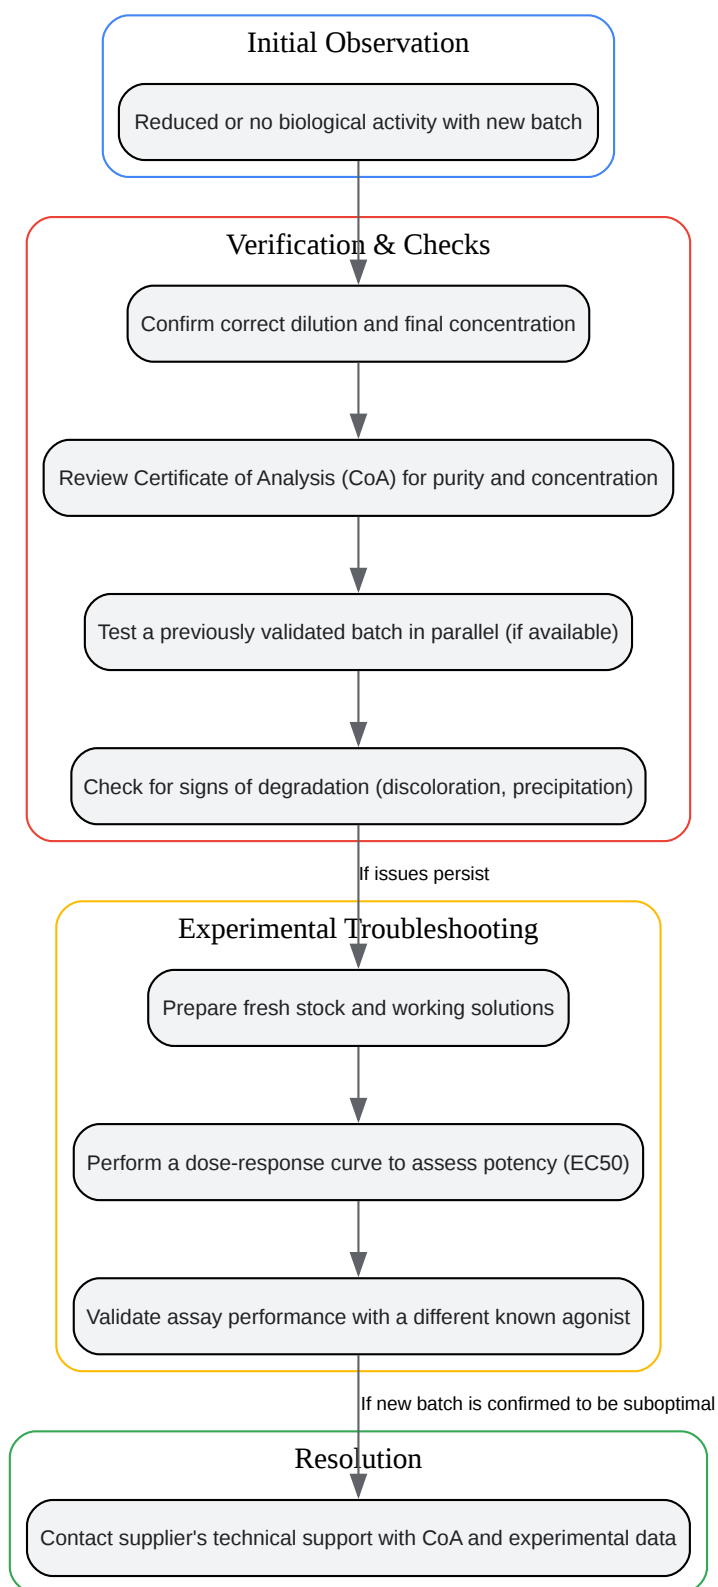 Initial Observation
Reduced or no biological activity with new batch
Verification & Checks
Confirm correct dilution and final concentration
Review Certificate of Analysis (CoA) for purity and concentration
Test a previously validated batch in parallel (if available)
Check for signs of degradation (discoloration, precipitation)
If issues persist
Experimental Troubleshooting
Prepare fresh stock and working solutions
Perform a dose-response curve to assess potency (EC50)
Validate assay performance with a different known agonist
If new batch is confirmed to be suboptimal
Resolution
Contact supplier's technical support with CoA and experimental data